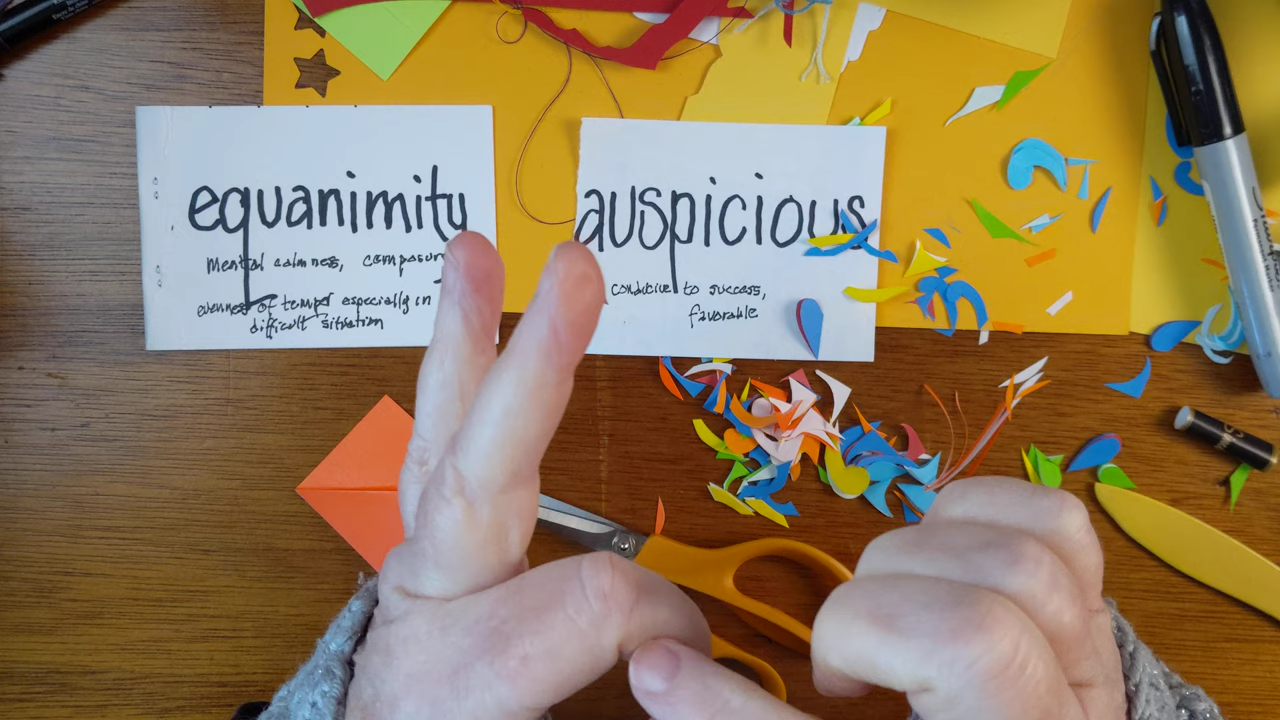 equanimity
mental calmness, composure
evenness of temper especially in
difficult situation
auspicious
conducive to success,
favorable